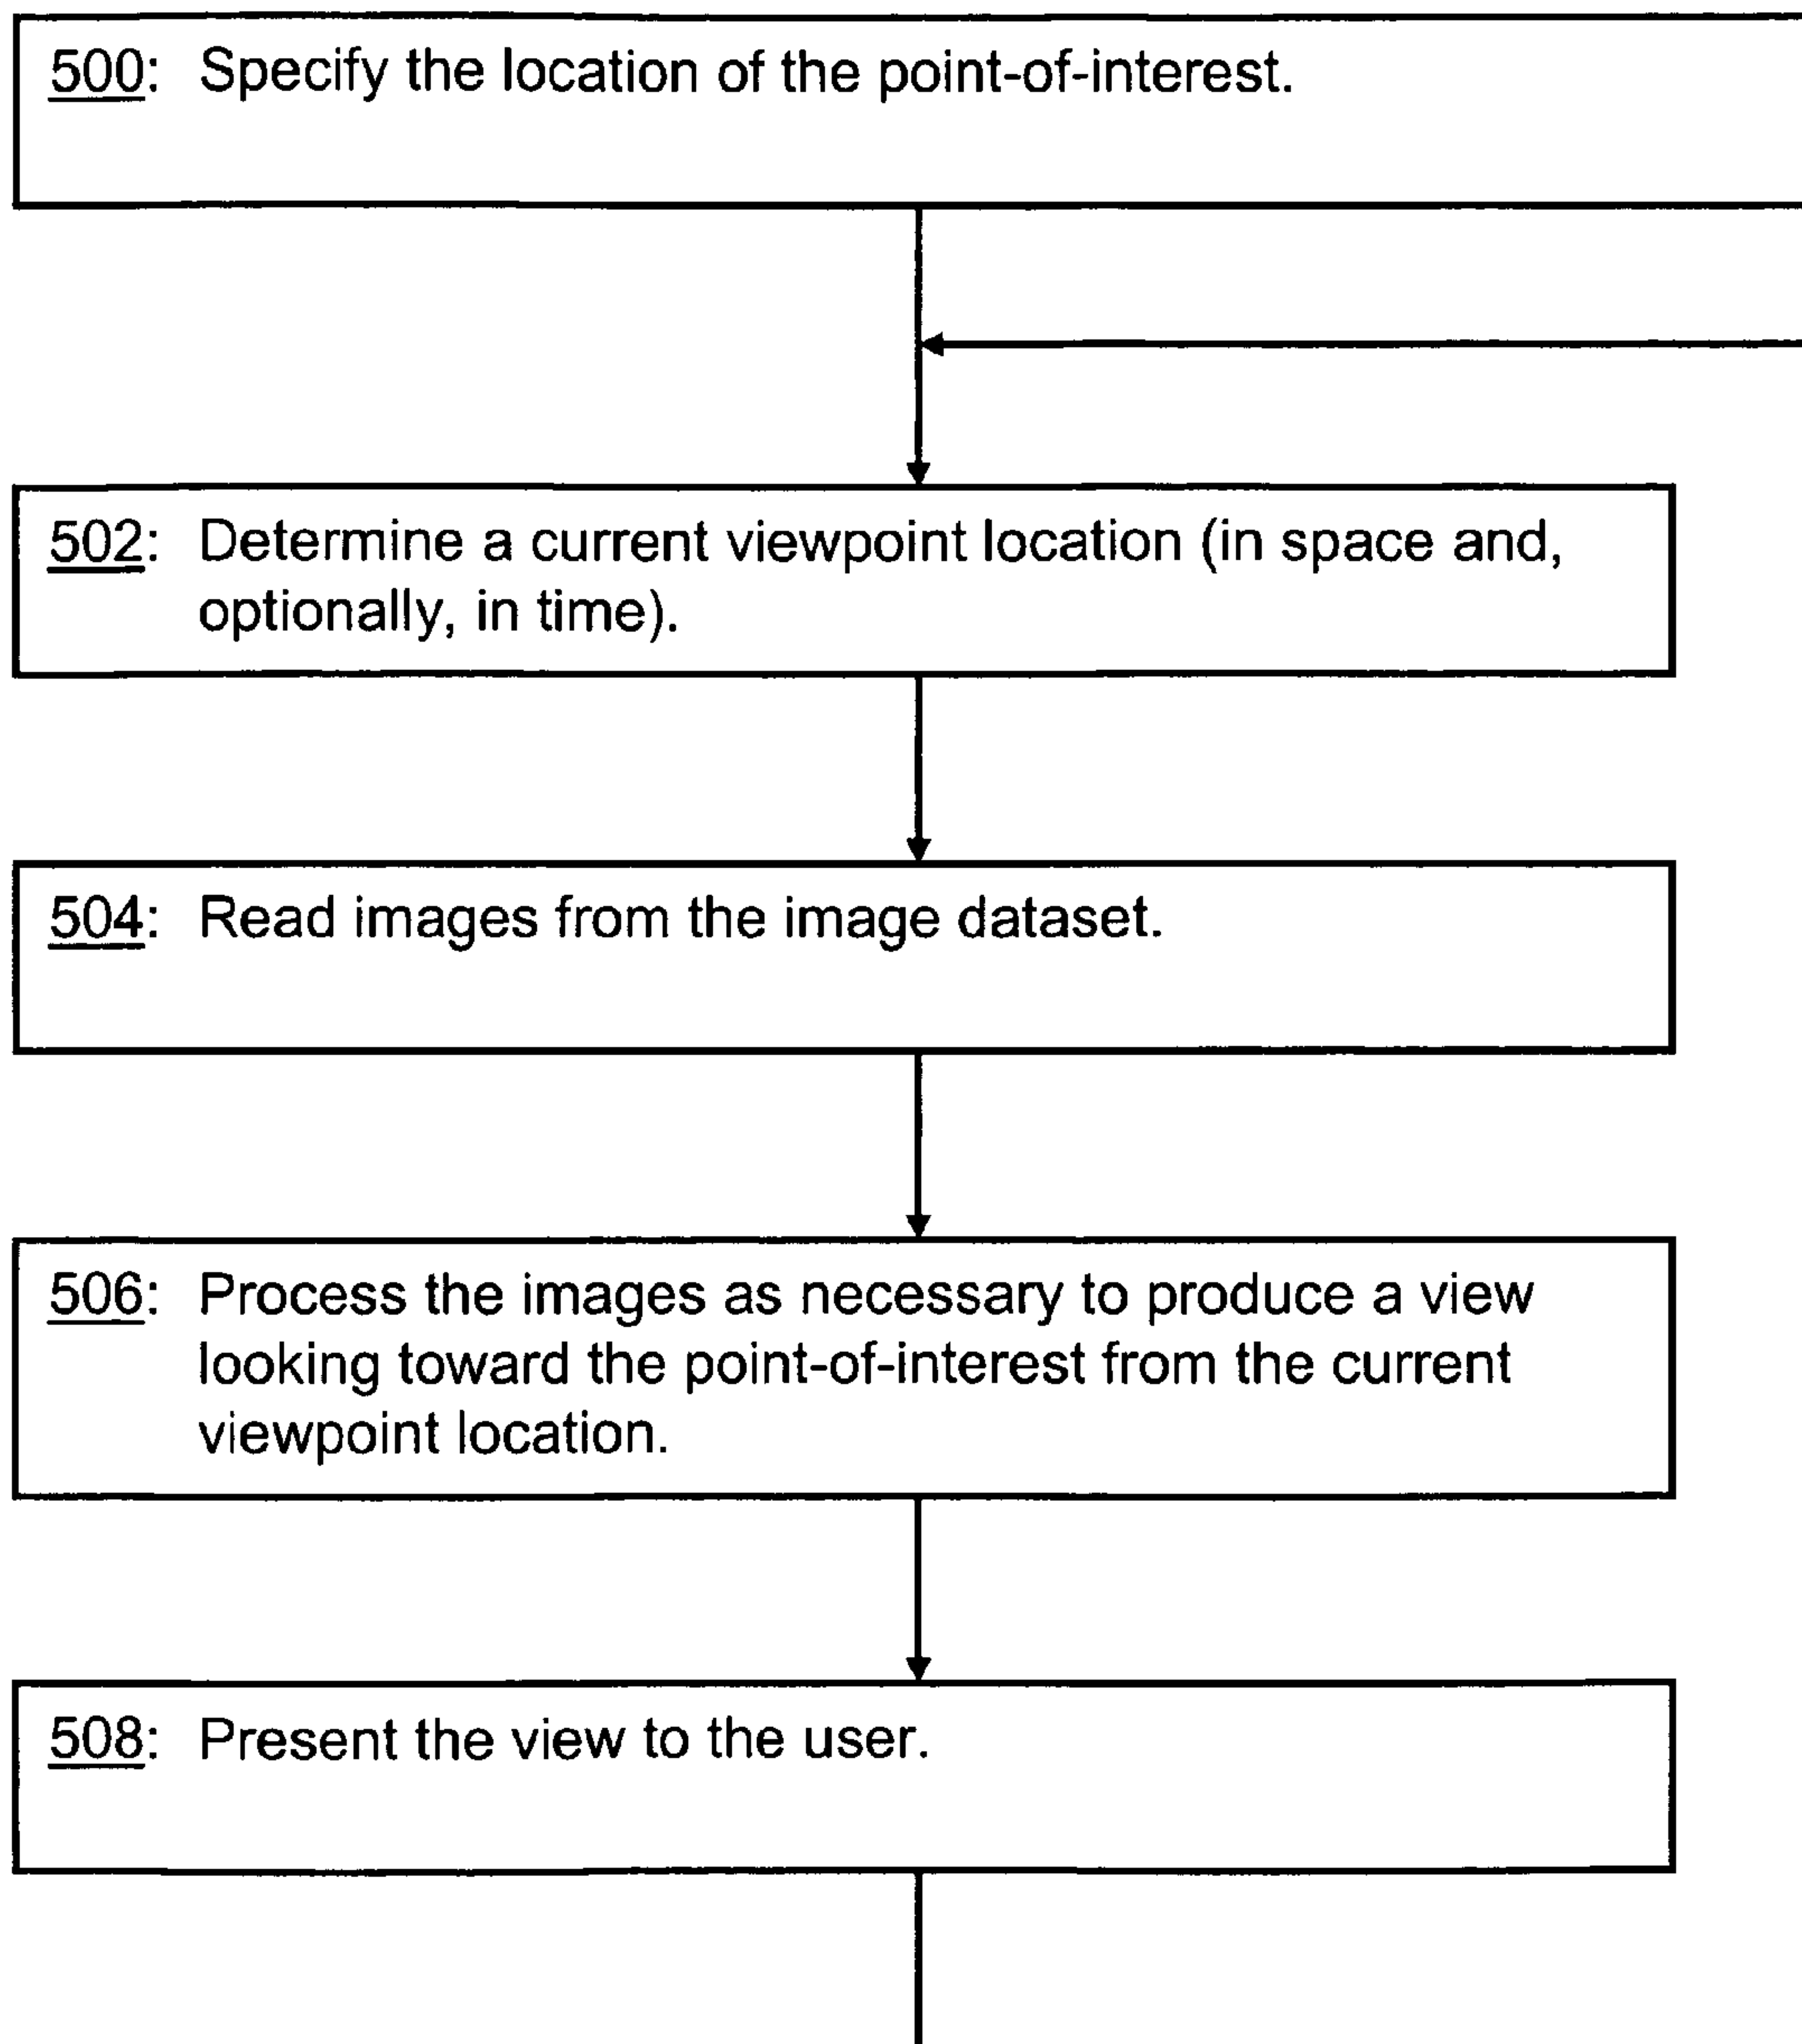 500: Specify the location of the point-of-interest.
502: Determine a current viewpoint location (in space and,
optionally, in time).
504: Read images from the image dataset.
506: Process the images as necessary to produce a view
looking toward the point-of-interest from the current
viewpoint location.
508: Present the view to the user.